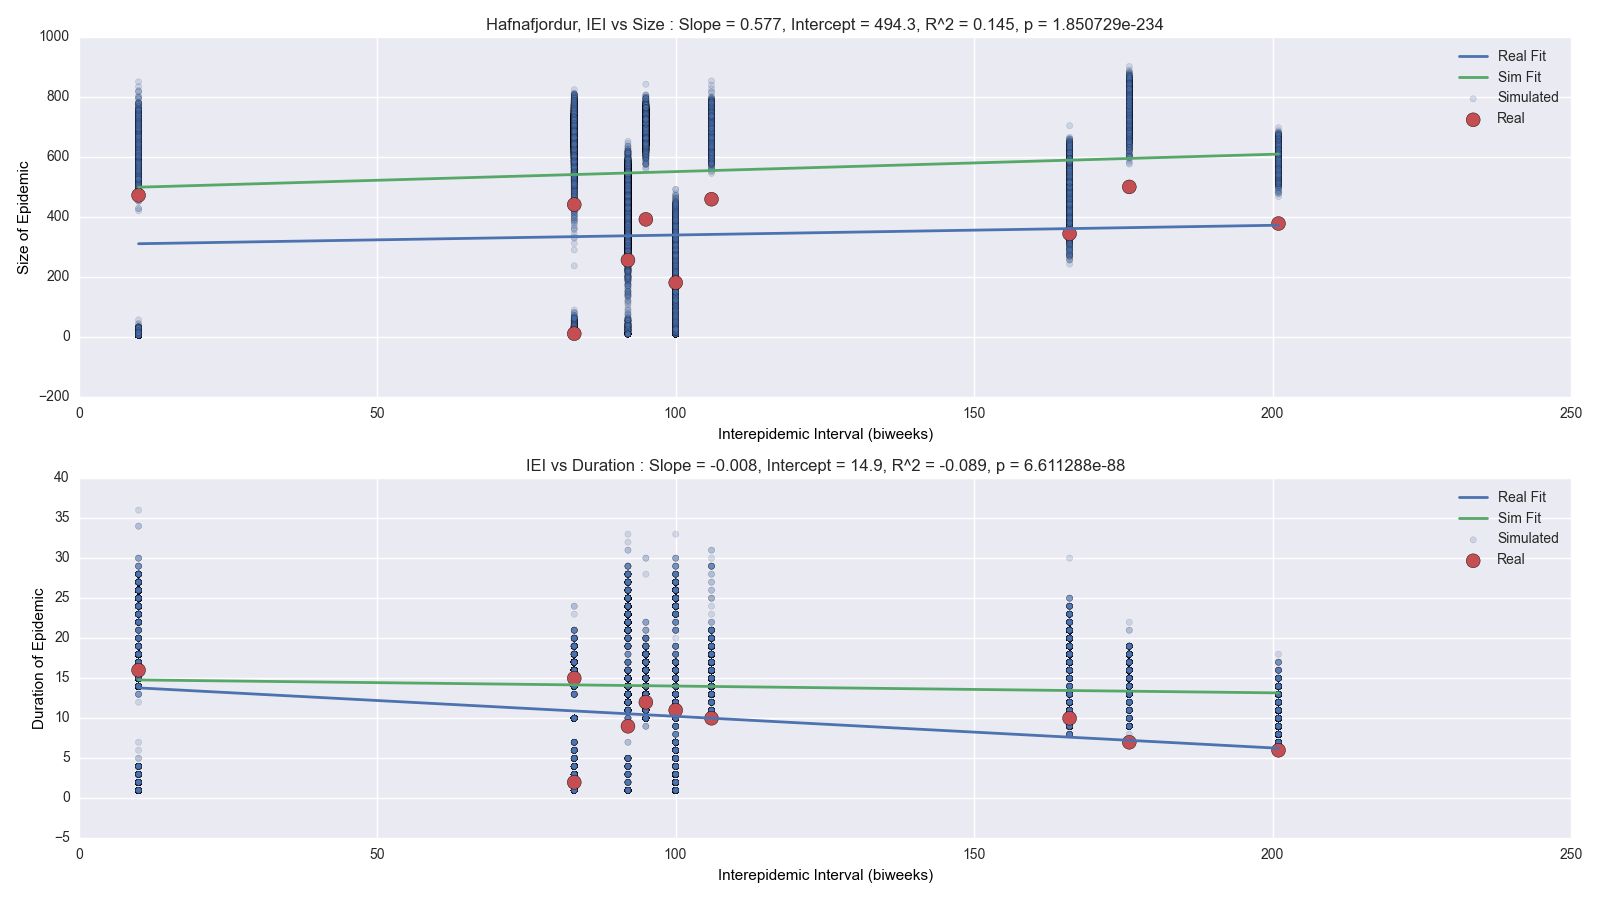 Hafnafjordur, IEI vs Size : Slope = 0.577, Intercept = 494.3, R^2 = 0.145, p = 1.850729e-234
1000
800
600
400
200
0
−200
Size of Epidemic
Real Fit
Sim Fit
Simulated
Real
0 50 100 150 200 250
Interepidemic Interval (biweeks)
IEI vs Duration : Slope = -0.008, Intercept = 14.9, R^2 = -0.089, p = 6.611288e-88
40
35
30
25
20
15
10
5
0
−5
Duration of Epidemic
Real Fit
Sim Fit
Simulated
Real
0 50 100 150 200 250
Interepidemic Interval (biweeks)